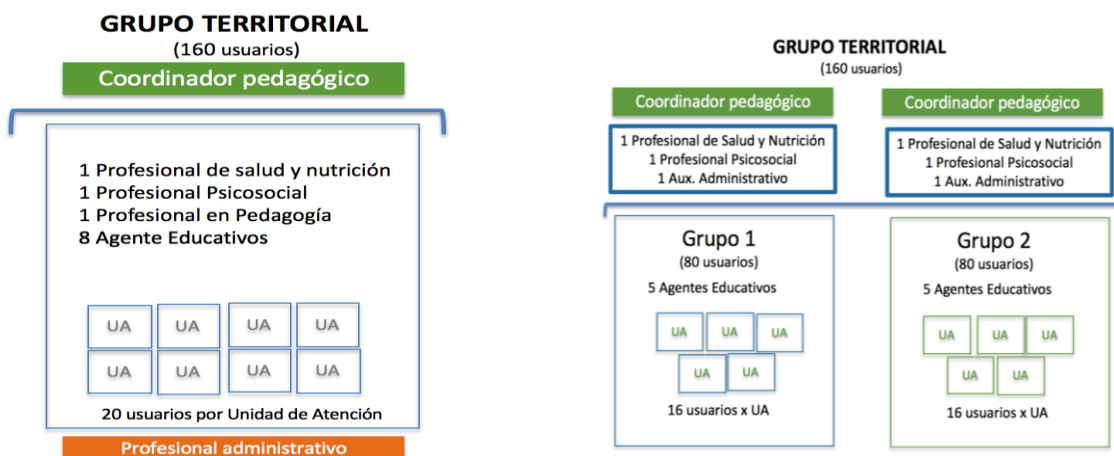 GRUPO TERRITORIAL
(160 usuarios)
Coordinador pedagógico
1 Profesional de salud y nutrición
1 Profesional Psicosocial
1 Profesional en Pedagogía
8 Agente Educativos
UA UA UA UA
UA UA UA UA
20 usuarios por Unidad de Atención
Profesional administrativo
GRUPO TERRITORIAL
(160 usuarios)
Coordinador pedagógico
1 Profesional de Salud y Nutrición
1 Profesional Psicosocial
1 Aux. Administrativo
Grupo 1
(80 usuarios)
5 Agentes Educativos
UA UA UA
UA UA
16 usuarios x UA
Coordinador pedagógico
1 Profesional de Salud y Nutrición
1 Profesional Psicosocial
1 Aux. Administrativo
Grupo 2
(80 usuarios)
5 Agentes Educativos
UA UA UA
UA UA
16 usuarios x UA